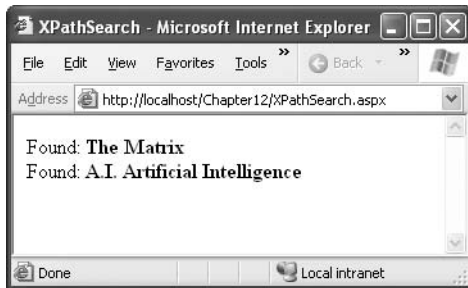 XPathSearch - Microsoft Internet Explorer
File Edit View Favorites Tools » Back »
Address http://localhost/Chapter12/XPathSearch.aspx
Found: The Matrix
Found: A.I. Artificial Intelligence
Done Local intranet